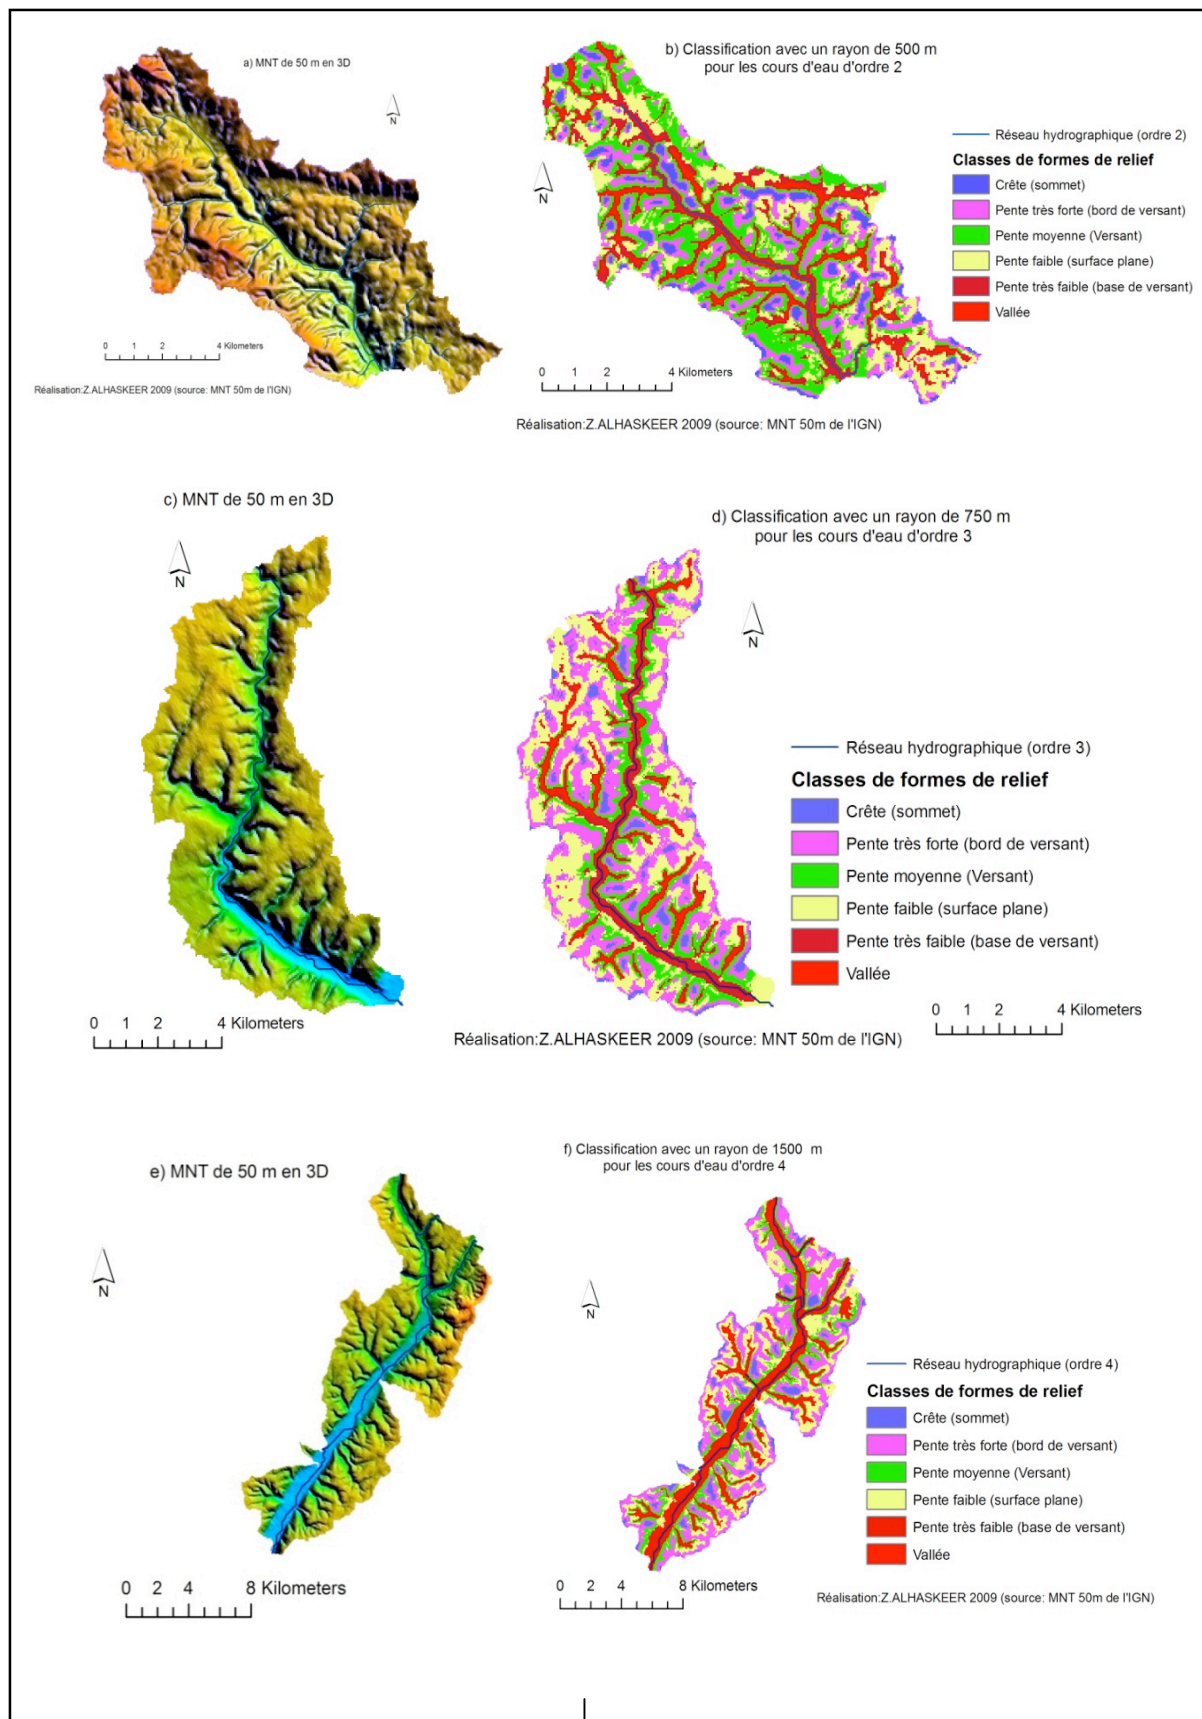 a) MNT de 50 m en 3D
N
0 1 2 4 Kilometers
Réalisation:Z.ALHASKEER 2009 (source: MNT 50m de l'IGN)
b) Classification avec un rayon de 500 m
pour les cours d'eau d'ordre 2
N
Réseau hydrographique (ordre 2)
Classes de formes de relief
Crête (sommet)
Pente très forte (bord de versant)
Pente moyenne (Versant)
Pente faible (surface plane)
Pente très faible (base de versant)
Vallée
0 1 2 4 Kilometers
Réalisation:Z.ALHASKEER 2009 (source: MNT 50m de l'IGN)
c) MNT de 50 m en 3D
N
0 1 2 4 Kilometers
d) Classification avec un rayon de 750 m
pour les cours d'eau d'ordre 3
N
Réseau hydrographique (ordre 3)
Classes de formes de relief
Crête (sommet)
Pente très forte (bord de versant)
Pente moyenne (Versant)
Pente faible (surface plane)
Pente très faible (base de versant)
Vallée
0 1 2 4 Kilometers
Réalisation:Z.ALHASKEER 2009 (source: MNT 50m de l'IGN)
e) MNT de 50 m en 3D
N
0 2 4 8 Kilometers
f) Classification avec un rayon de 1500 m
pour les cours d'eau d'ordre 4
N
Réseau hydrographique (ordre 4)
Classes de formes de relief
Crête (sommet)
Pente très forte (bord de versant)
Pente moyenne (Versant)
Pente faible (surface plane)
Pente très faible (base de versant)
Vallée
0 2 4 8 Kilometers
Réalisation:Z.ALHASKEER 2009 (source: MNT 50m de l'IGN)